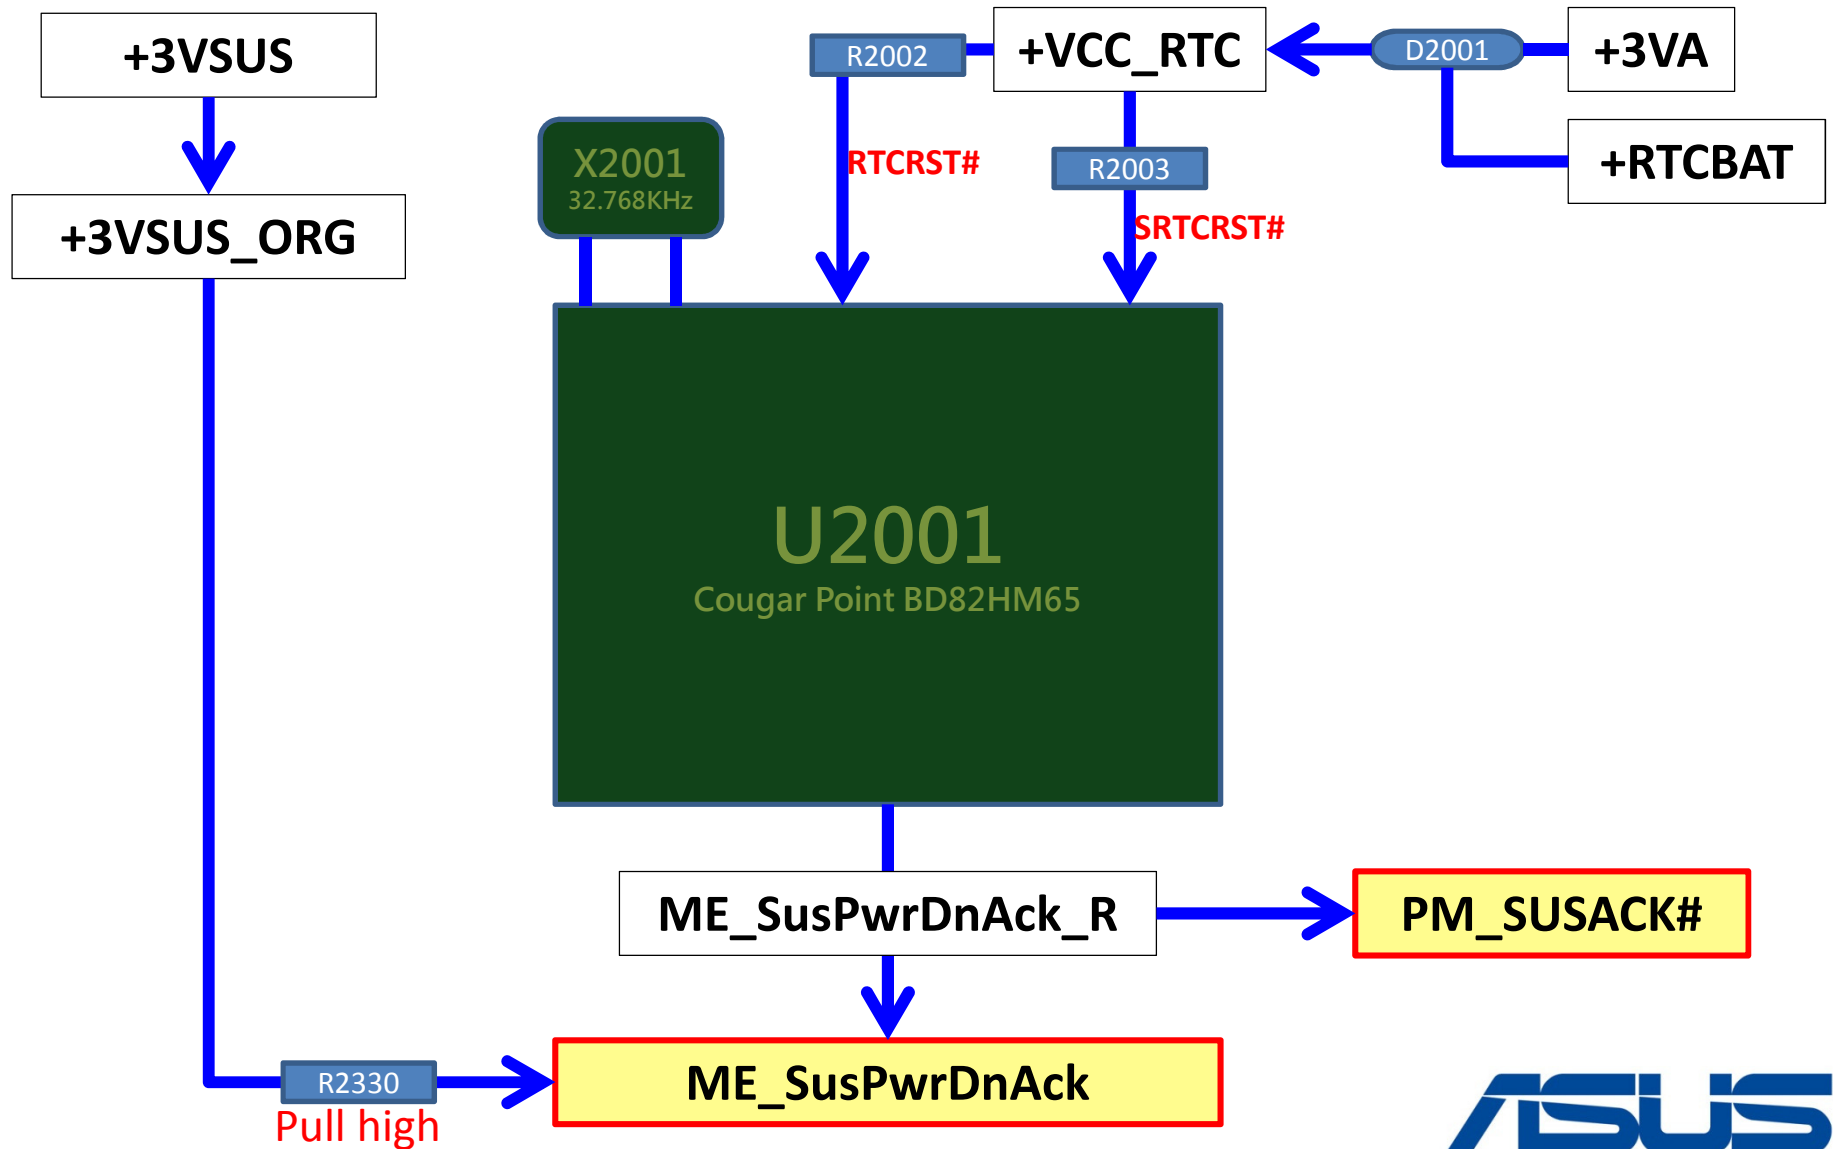 +3VSUS
R2002
+VCC_RTC
D2001
+3VA
X2001
32.768KHz
RTCRST#
R2003
+RTCBAT
+3VSUS_ORG
SRTCRST#
U2001
Cougar Point BD82HM65
ME_SusPwrDnAck_R
PM_SUSACK#
R2330
Pull high
ME_SusPwrDnAck
ASUS